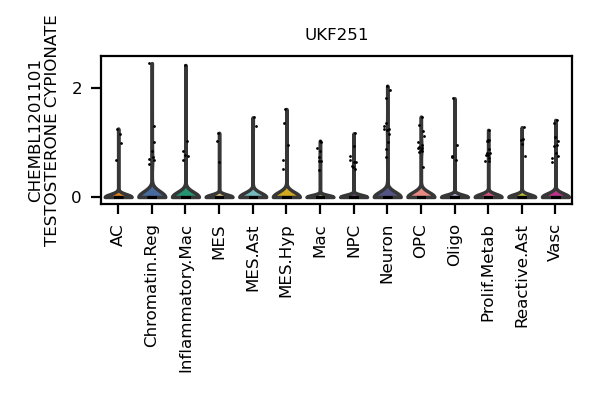 UKF251
CHEMBL1201101
TESTOSTERONE CYPIONATE
2
0
AC
Chromatin.Reg
Inflammatory.Mac
MES
MES.Ast
MES.Hyp
Mac
NPC
Neuron
OPC
Oligo
Prolif.Metab
Reactive.Ast
Vasc